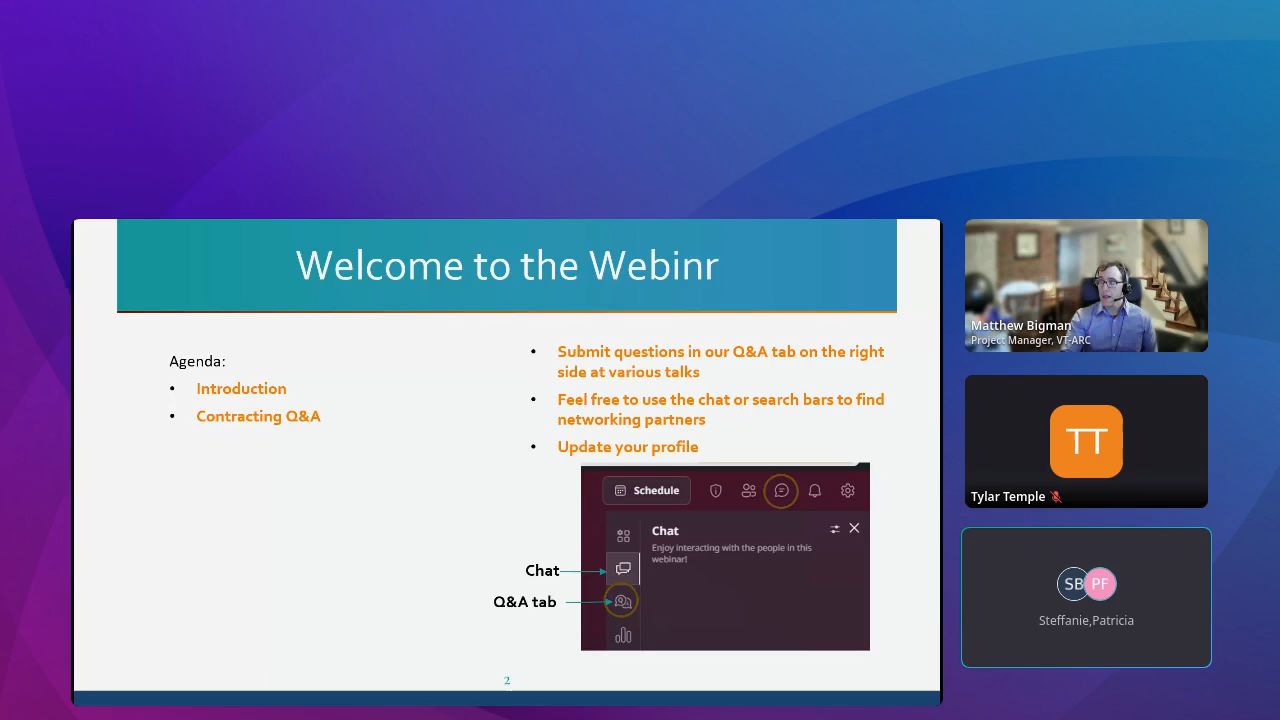 Welcome to the Webinr
Agenda:
• Introduction
• Contracting Q&A
• Submit questions in our Q&A tab on the right
side at various talks
• Feel free to use the chat or search bars to find
networking partners
• Update your profile
Schedule
Chat
Enjoy interacting with the people in this
webinar!
Chat
Q&A tab
2
Matthew Bigman
Project Manager, VT-ARC
TT
Tylar Temple
SB PF
Steffanie,Patricia